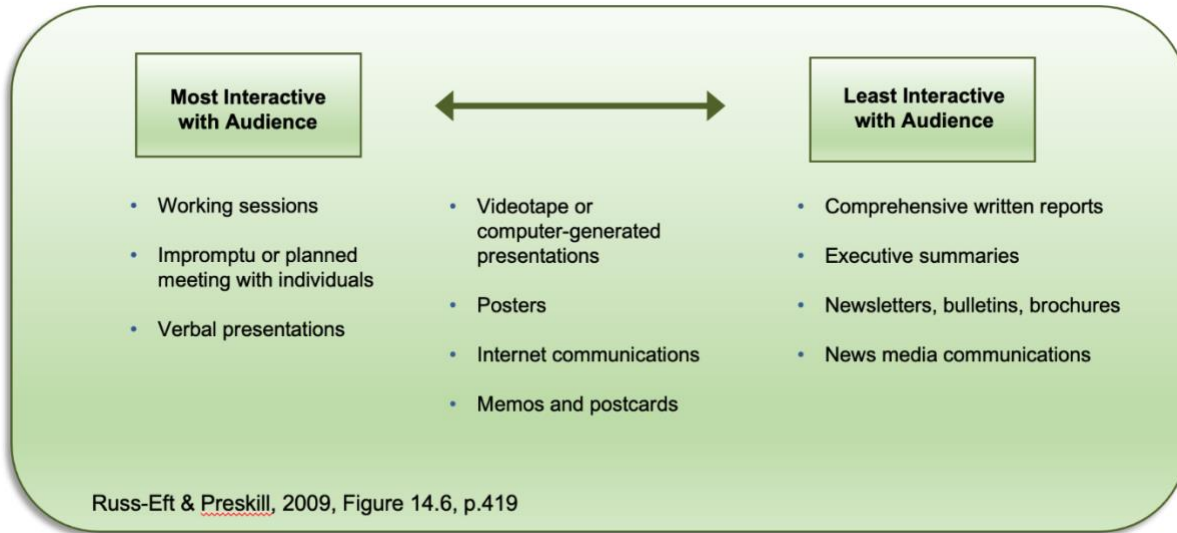 Most Interactive
with Audience
Least Interactive
with Audience
• Working sessions
• Impromptu or planned
meeting with individuals
• Verbal presentations
• Videotape or
computer-generated
presentations
• Posters
• Internet communications
• Memos and postcards
• Comprehensive written reports
• Executive summaries
• Newsletters, bulletins, brochures
• News media communications
Russ-Eft & Preskill, 2009, Figure 14.6, p.419